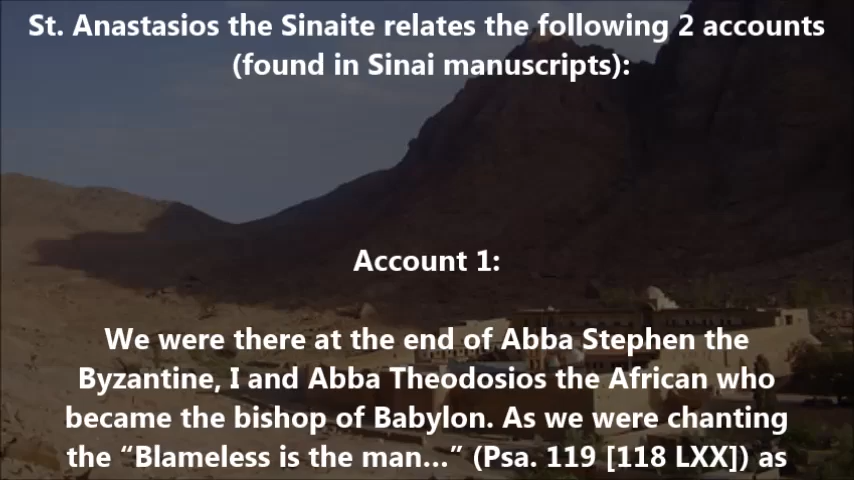 St. Anastasios the Sinaite relates the following 2 accounts
(found in Sinai manuscripts):
Account 1:
We were there at the end of Abba Stephen the
Byzantine, I and Abba Theodosios the African who
became the bishop of Babylon. As we were chanting
the “Blameless is the man...” (Psa. 119 [118 LXX]) as